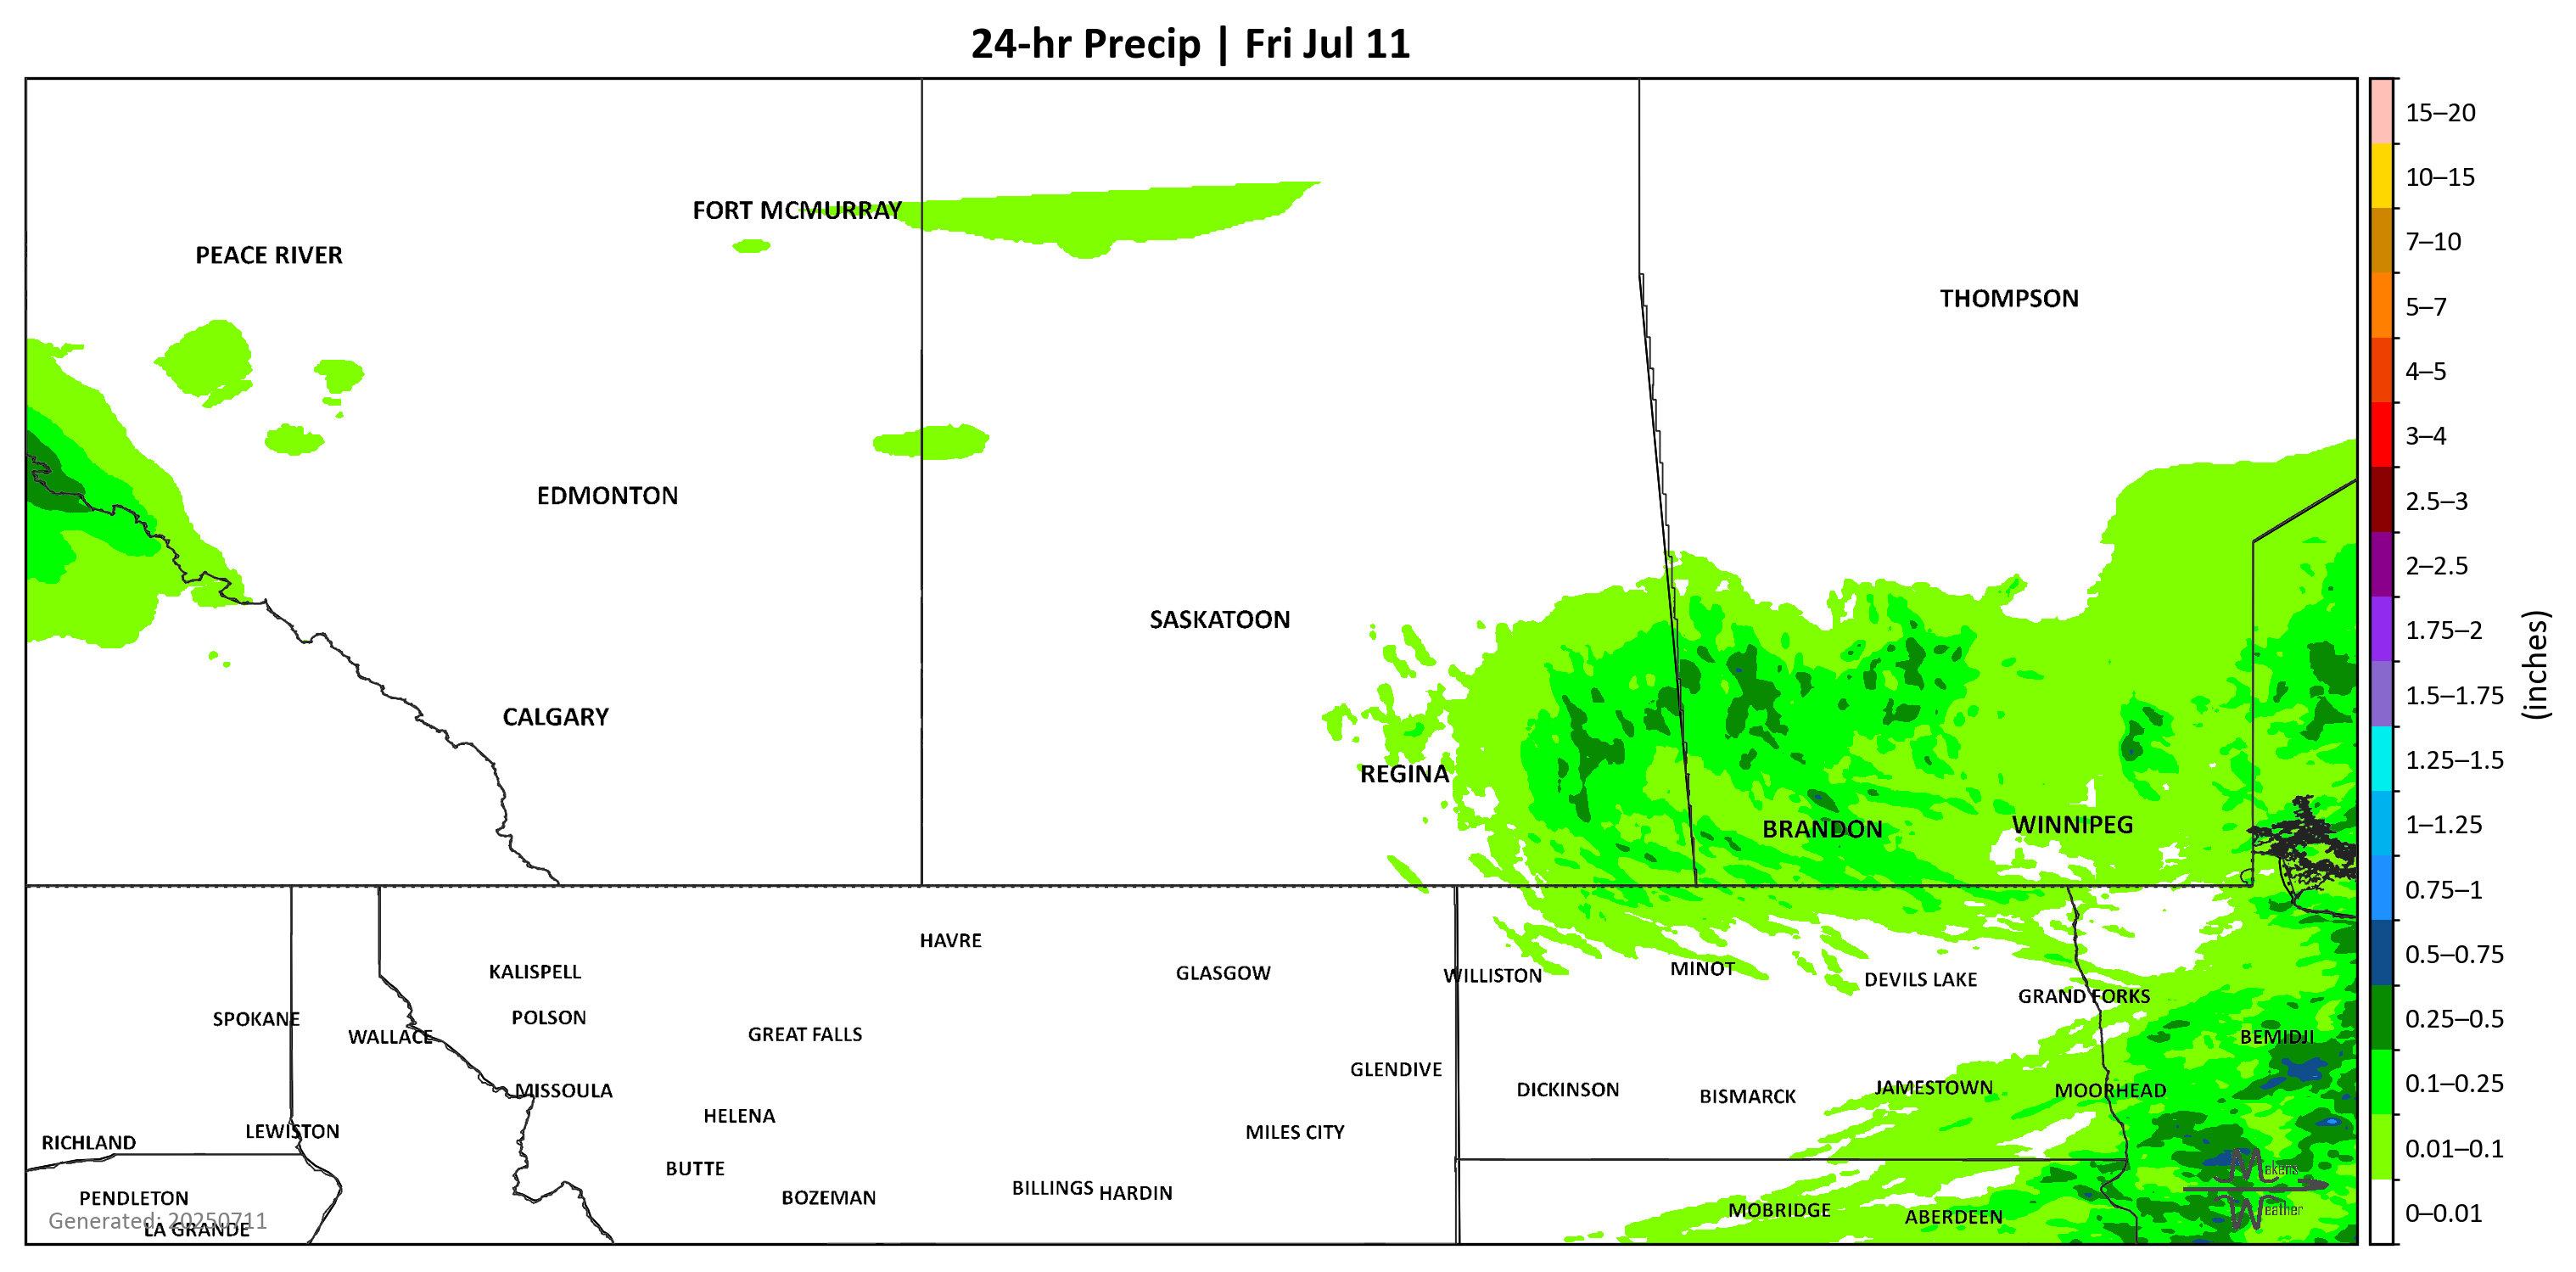 24-hr Precip | Fri Jul 11
FORT MCMURRAY
PEACE RIVER
THOMPSON
EDMONTON
SASKATOON
CALGARY
REGINA
BRANDON
WINNIPEG
HAVRE
KALISPELL
GLASGOW
WILLISTON
MINOT
DEVILS LAKE
GRAND FORKS
SPOKANE
POLSON
WALLACE
GREAT FALLS
BEMIDJI
GLENDIVE
MISSOULA
DICKINSON
BISMARCK
JAMESTOWN
MOORHEAD
HELENA
LEWISTON
MILES CITY
RICHLAND
BUTTE
BILLINGS
HARDIN
PENDLETON
BOZEMAN
MOBRIDGE
ABERDEEN
Generated: 20250711
LA GRANDE
Makens
Weather
15–20
10–15
7–10
5–7
4–5
3–4
2.5–3
2–2.5
1.75–2
1.5–1.75
1.25–1.5
1–1.25
0.75–1
0.5–0.75
0.25–0.5
0.1–0.25
0.01–0.1
0–0.01
(inches)